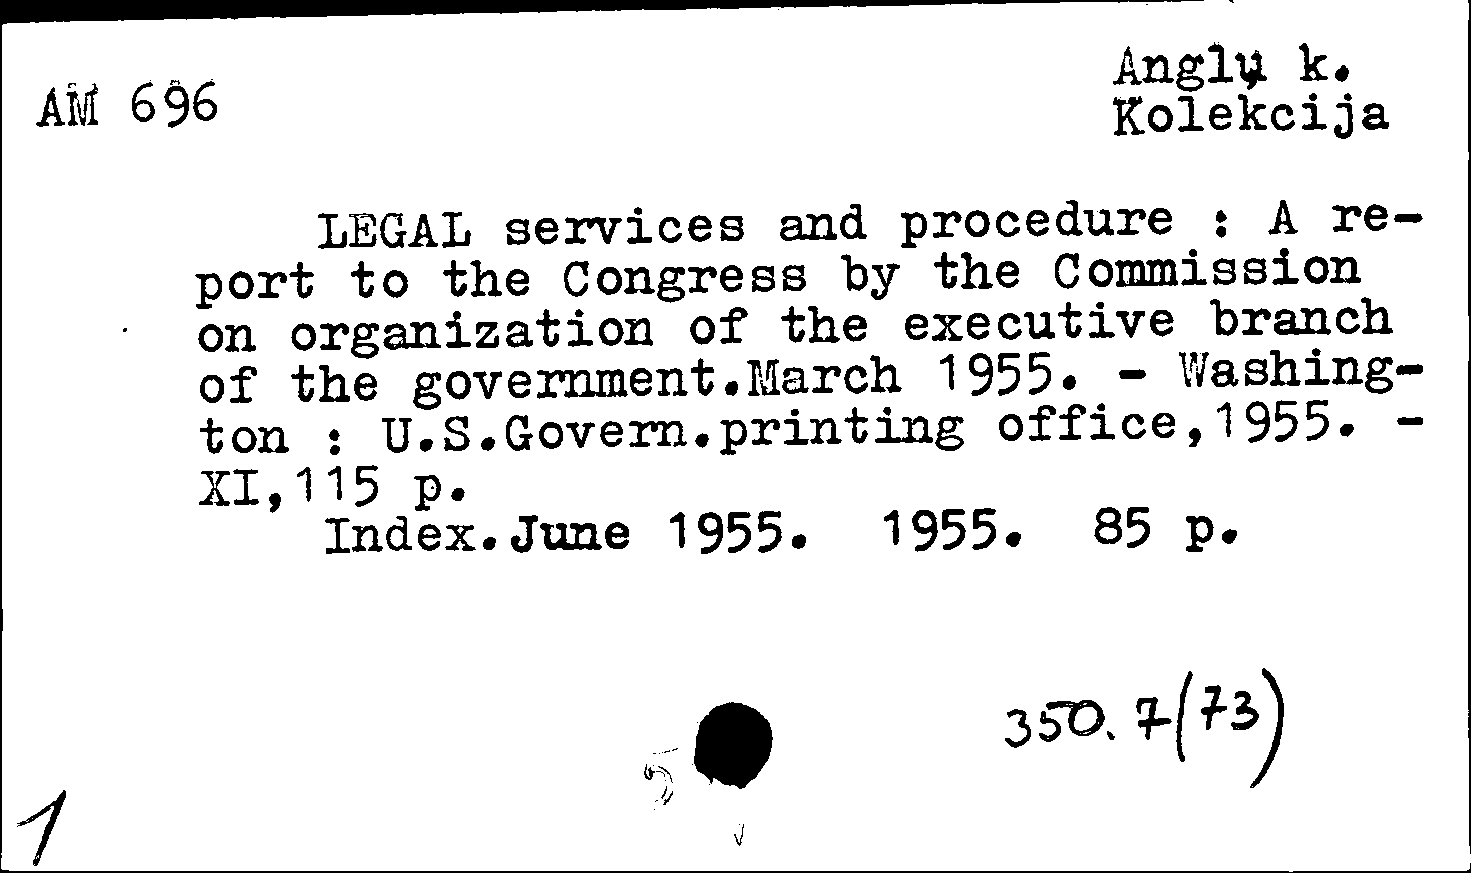 AM 696
Anglų k.
Kolekcija
LEGAL services and procedure : A re-
port to the Congress by the Commission
on organization of the executive branch
of the government.March 1955. - Washing-
ton : U.S.Govern.printing office,1955. -
XI,115 p.
Index.June 1955.  1955.  85 p.
350.7(73)
1